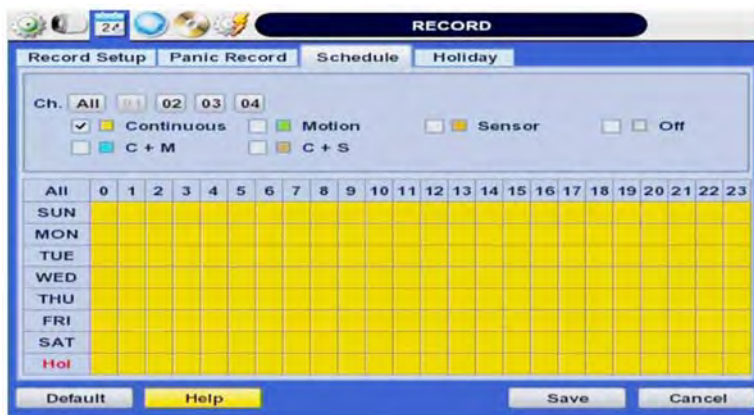 24
RECORD
Record Setup Panic Record Schedule Holiday
Ch. All 01 02 03 04
Continuous Motion Sensor Off
C + M C + S
All 0 1 2 3 4 5 6 7 8 9 10 11 12 13 14 15 16 17 18 19 20 21 22 23
SUN
MON
TUE
WED
THU
FRI
SAT
Hol
Default Help Save Cancel